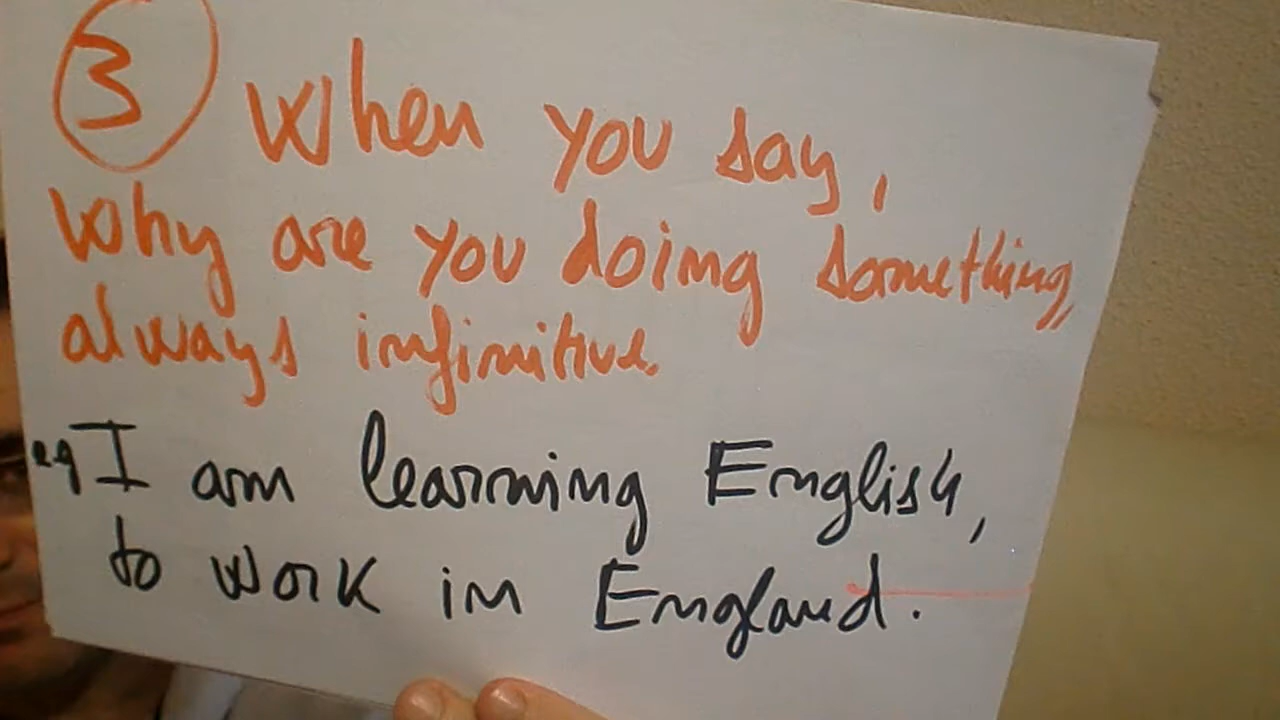 3 When you say,
why are you doing something,
always infinitive.
eg I am learning English,
to work in England.